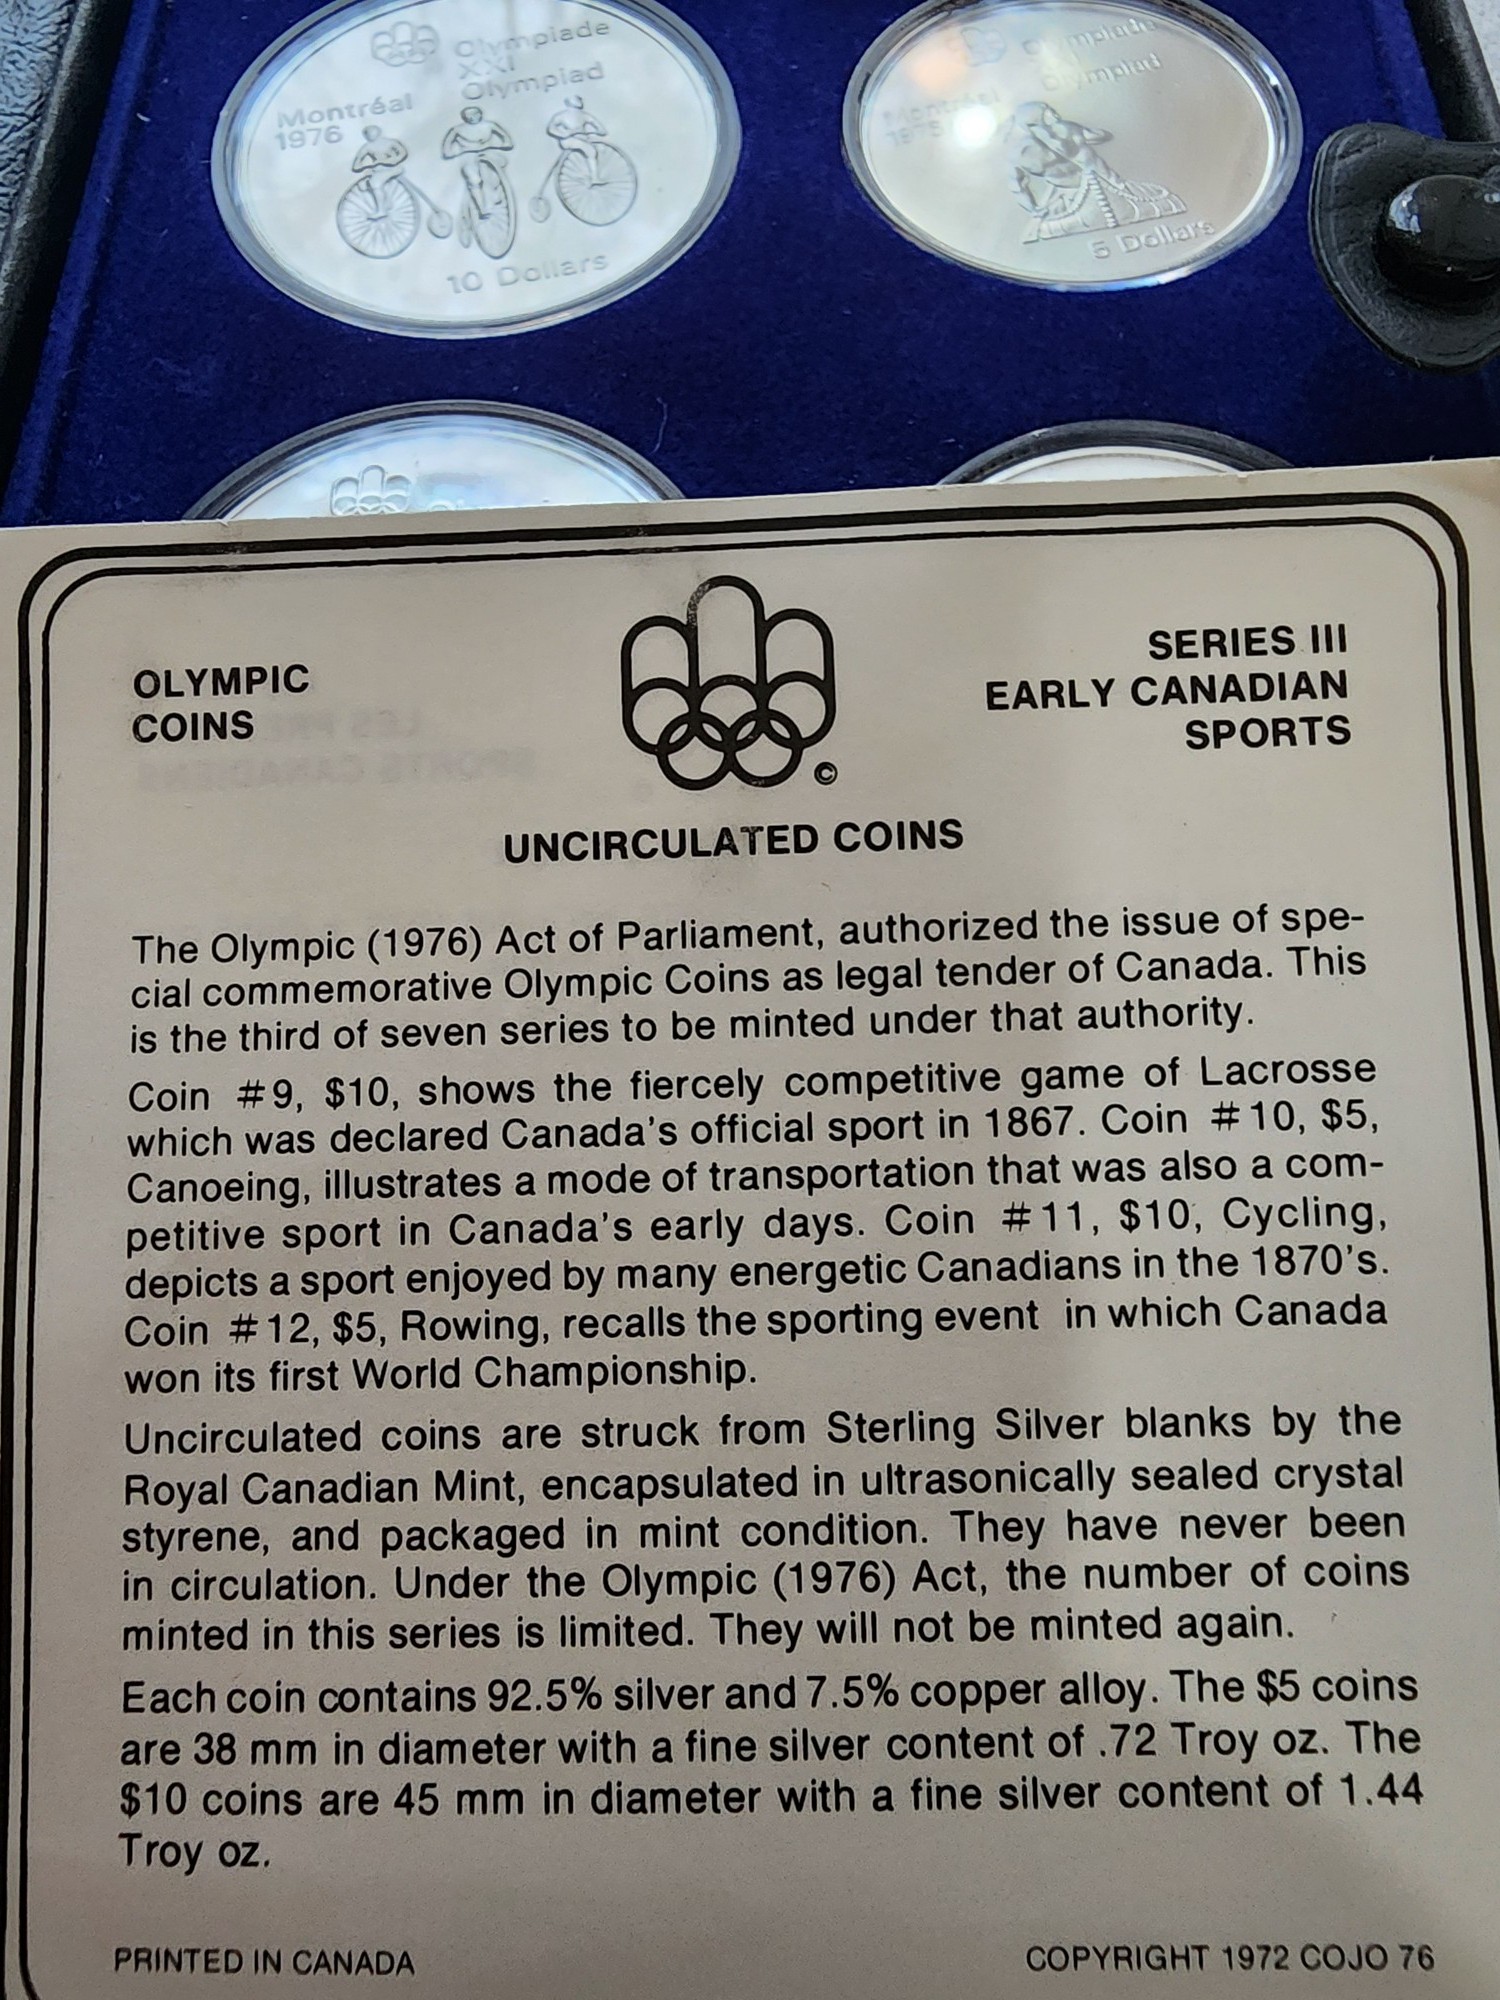 Olympiade
XXI
Olympiad
Montréal
1976
10 Dollars
Olympiade
Olympiad
Montréal
5 Dollars
OLYMPIC
COINS
SERIES III
EARLY CANADIAN
SPORTS
©
UNCIRCULATED COINS
The Olympic (1976) Act of Parliament, authorized the issue of spe-
cial commemorative Olympic Coins as legal tender of Canada. This
is the third of seven series to be minted under that authority.
Coin #9, $10, shows the fiercely competitive game of Lacrosse
which was declared Canada's official sport in 1867. Coin #10, $5,
Canoeing, illustrates a mode of transportation that was also a com-
petitive sport in Canada's early days. Coin #11, $10, Cycling,
depicts a sport enjoyed by many energetic Canadians in the 1870's.
Coin #12, $5, Rowing, recalls the sporting event in which Canada
won its first World Championship.
Uncirculated coins are struck from Sterling Silver blanks by the
Royal Canadian Mint, encapsulated in ultrasonically sealed crystal
styrene, and packaged in mint condition. They have never been
in circulation. Under the Olympic (1976) Act, the number of coins
minted in this series is limited. They will not be minted again.
Each coin contains 92.5% silver and 7.5% copper alloy. The $5 coins
are 38 mm in diameter with a fine silver content of .72 Troy oz. The
$10 coins are 45 mm in diameter with a fine silver content of 1.44
Troy oz.
PRINTED IN CANADA
COPYRIGHT 1972 COJO 76